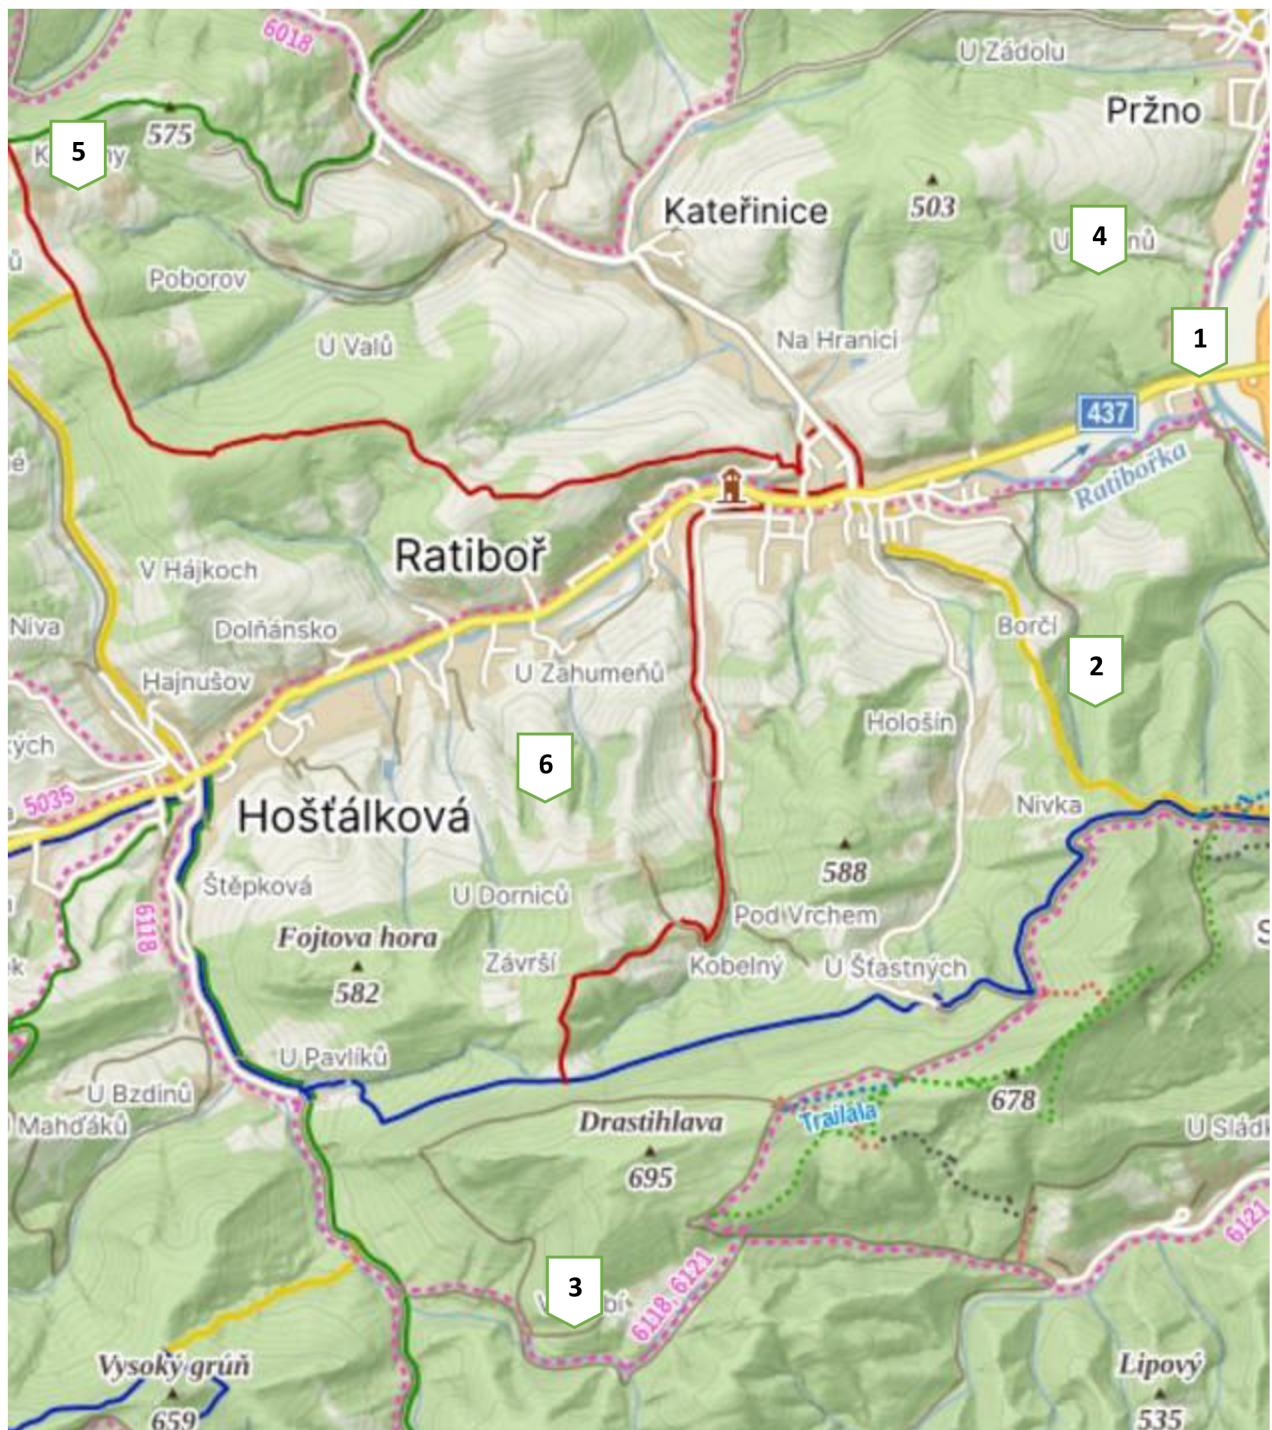 6018
U Zádolu
Pržno
575
5
Kateřinice
503
4
Poborov
1
U Valů
Na Hranici
437
Ratibořka
Ratiboř
V Hájkoch
Niva
Dolňánsko
Borčí
U Zahumeňů
2
Hajnušov
Hološín
6
5035
Hošťálková
Nivka
588
Štěpková
U Dorniců
Pod Vrchem
6118
Fojtova hora
582
Závrší
Kobelný
U Šťastných
U Pavlíků
U Bzdinů
678
Mahďáků
Drastihlava
695
Trailala
3
6118, 6121
6121
Vysoký grúň
659
Lipový
535